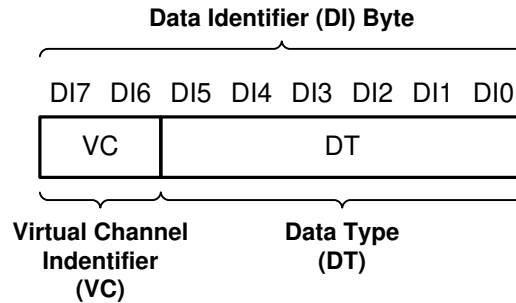 Data Identifier (DI) Byte
DI7 DI6 DI5 DI4 DI3 DI2 DI1 DI0
VC DT
Virtual Channel Data Type
Indentifier (DT)
(VC)